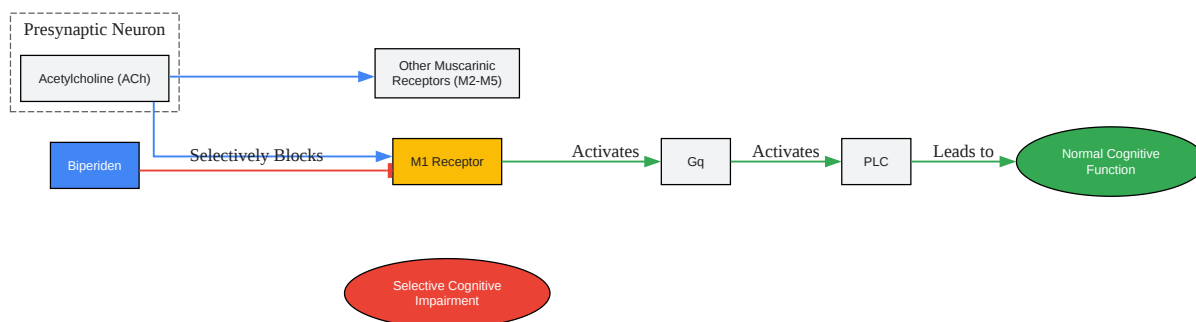 Presynaptic Neuron
Acetylcholine (ACh)
Other Muscarinic
Receptors (M2-M5)
Biperiden
Selectively Blocks
M1 Receptor
Activates
Gq
Activates
PLC
Leads to
Normal Cognitive
Function
Selective Cognitive
Impairment